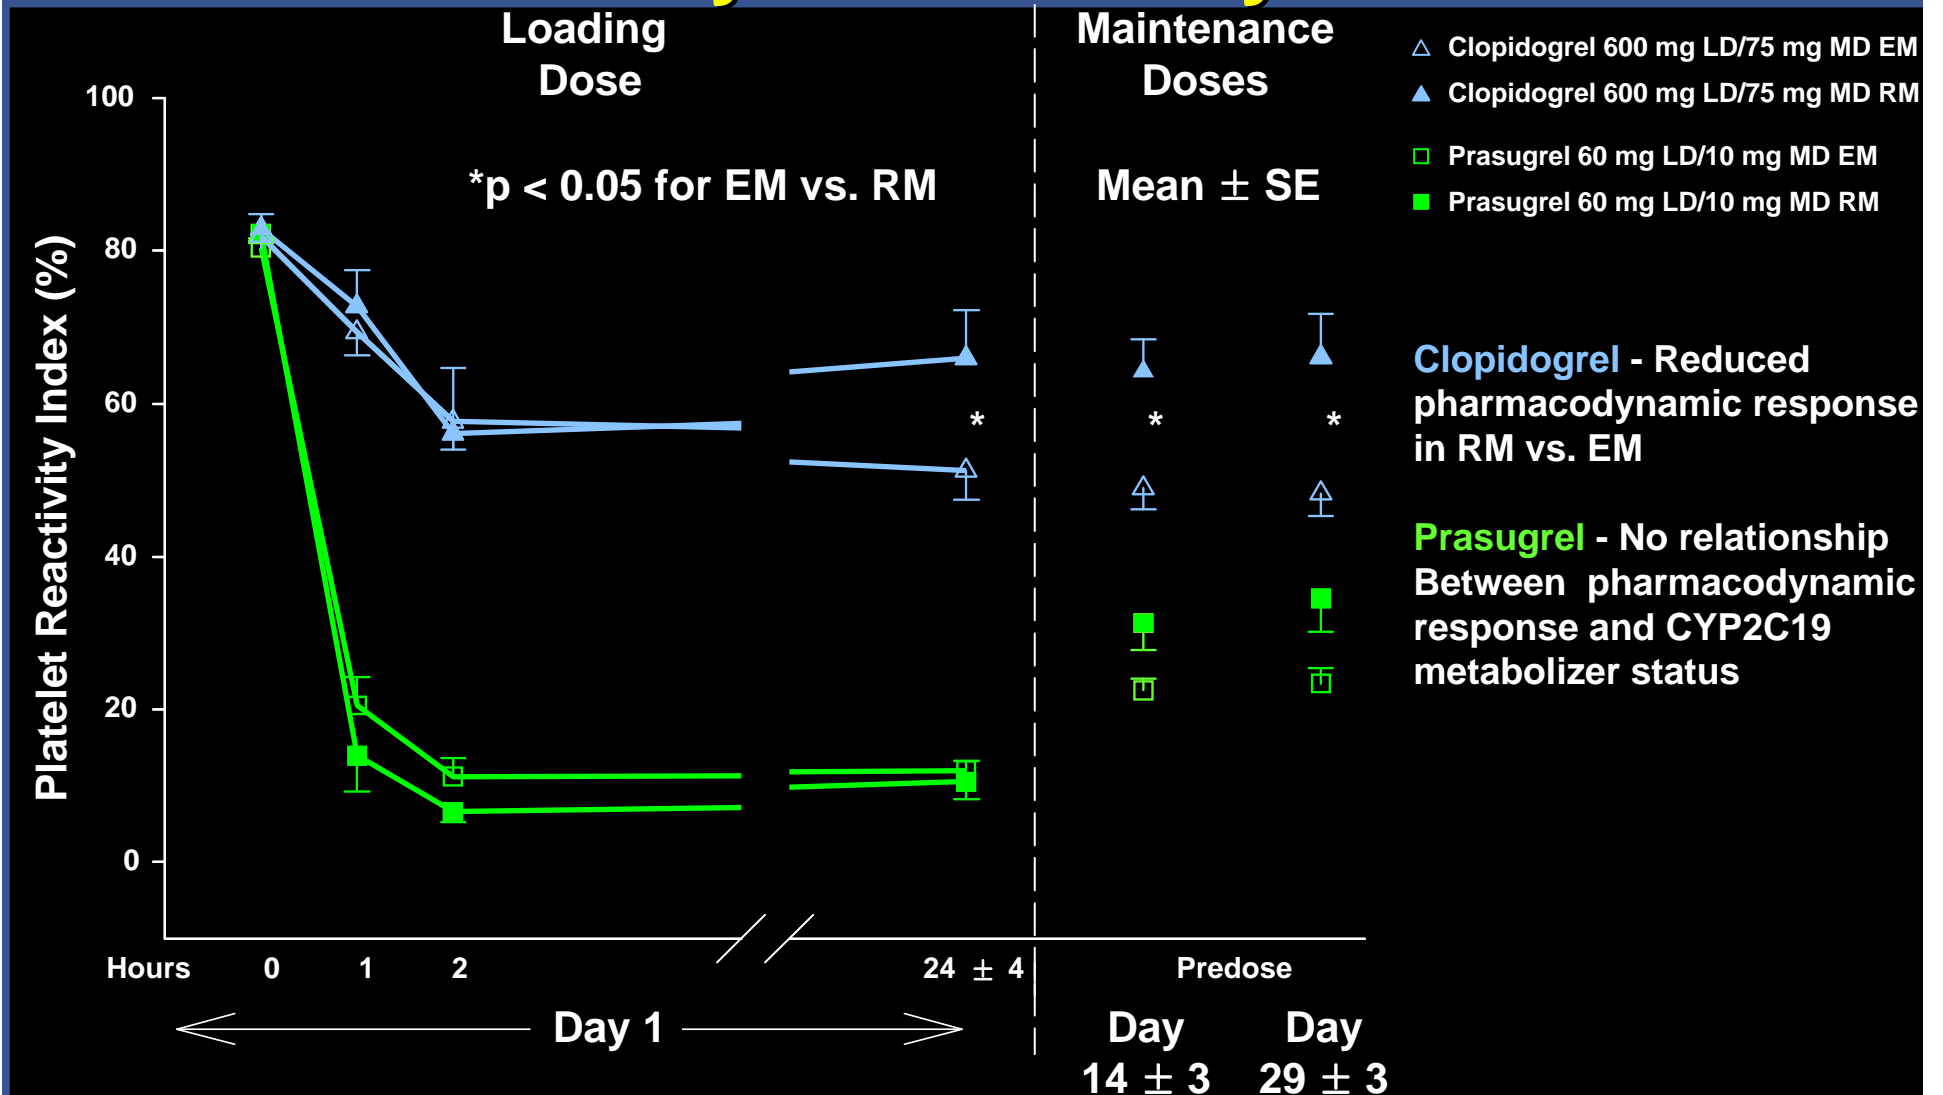 Loading
Dose
Maintenance
Doses
Clopidogrel 600 mg LD/75 mg MD EM
Clopidogrel 600 mg LD/75 mg MD RM
Prasugrel 60 mg LD/10 mg MD EM
Prasugrel 60 mg LD/10 mg MD RM
*p < 0.05 for EM vs. RM
Mean ± SE
Platelet Reactivity Index (%)
100
80
60
40
20
0
*
*
*
Clopidogrel - Reduced
pharmacodynamic response
in RM vs. EM
Prasugrel - No relationship
Between pharmacodynamic
response and CYP2C19
metabolizer status
Hours 0 1 2 24 ± 4 Predose
Day 1
Day
14 ± 3
Day
29 ± 3